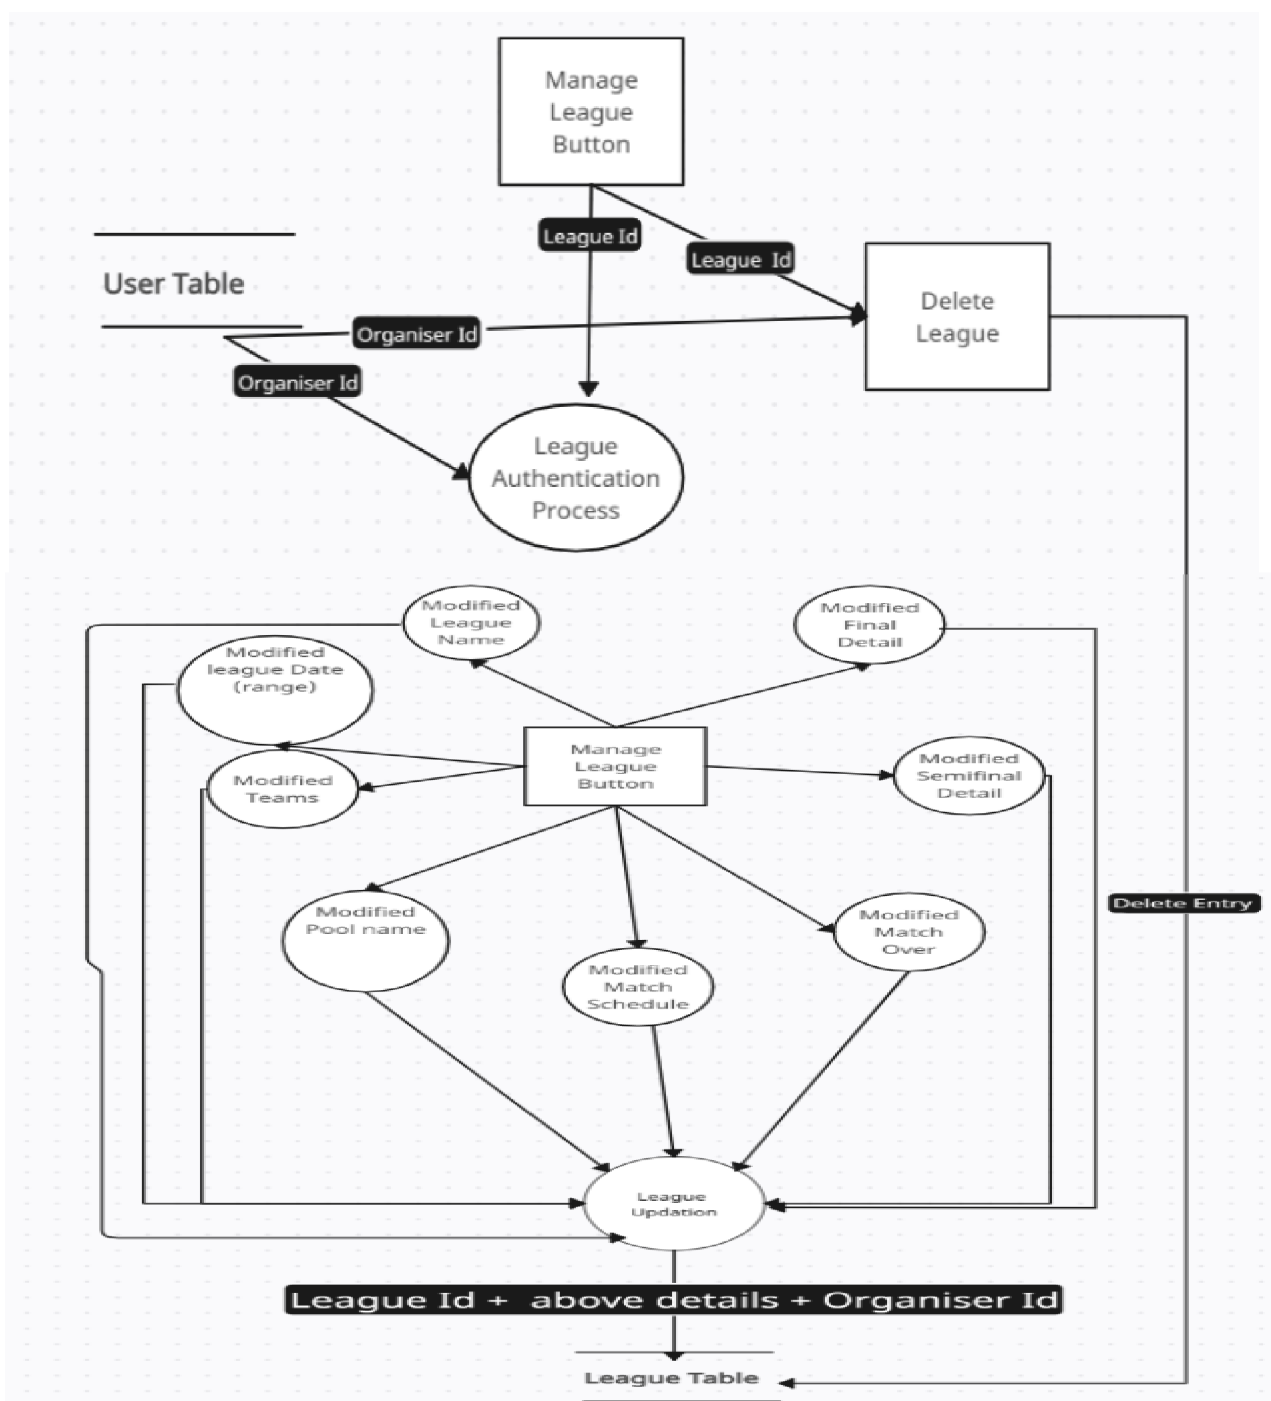 Manage
League
Button
League Id
League Id
User Table
Delete
League
Organiser Id
Organiser Id
League
Authentication
Process
Modified
League
Name
Modified
Final
Detail
Modified
league Date
(range)
Manage
League
Button
Modified
Semifinal
Detail
Modified
Teams
Delete Entry
Modified
Pool name
Modified
Match
Over
Modified
Match
Schedule
League
Updation
League Id + above details + Organiser Id
League Table